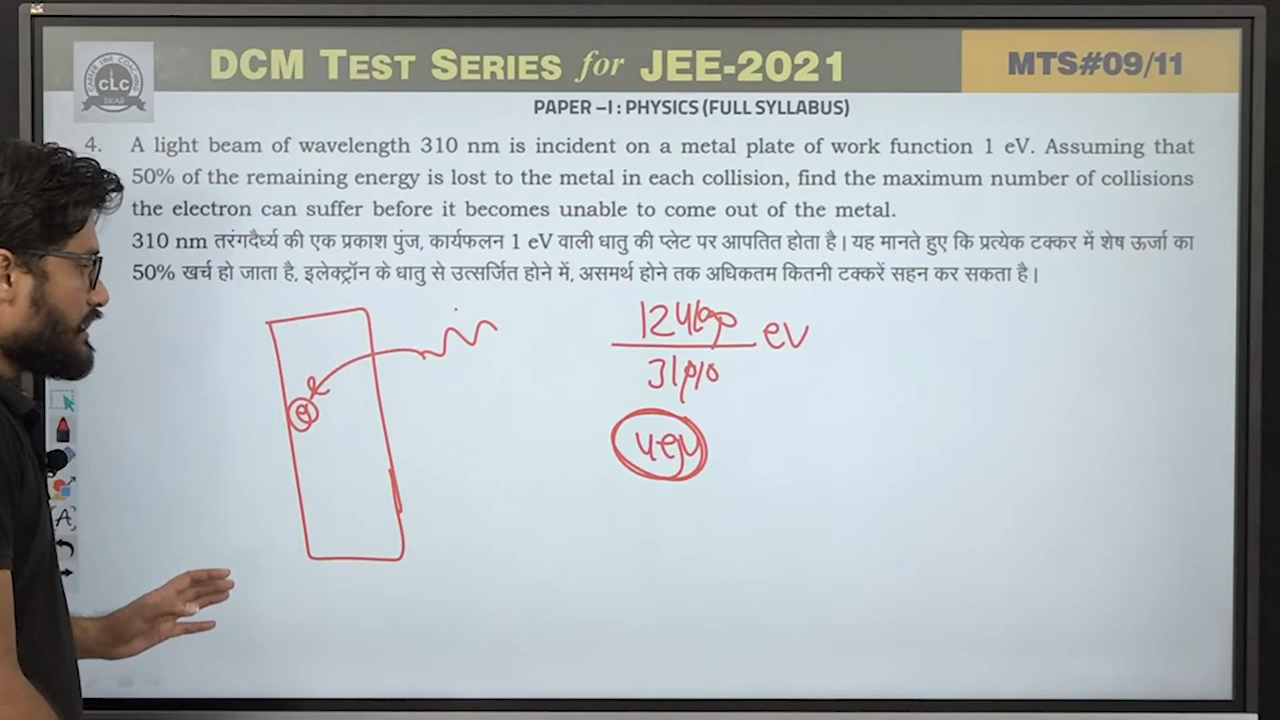 DCM TEST SERIES for JEE-2021
MTS#09/11
CAREER LINE COACHING
CLC
SIKAR
PAPER –I : PHYSICS (FULL SYLLABUS)
4. A light beam of wavelength 310 nm is incident on a metal plate of work function 1 eV. Assuming that
50% of the remaining energy is lost to the metal in each collision, find the maximum number of collisions
the electron can suffer before it becomes unable to come out of the metal.
310 nm तरंगदैर्ध्य की एक प्रकाश पुंज, कार्यफलन 1 eV वाली धातु की प्लेट पर आपतित होता है। यह मानते हुए कि प्रत्येक टक्कर में शेष ऊर्जा का
50% खर्च हो जाता है, इलेक्ट्रॉन के धातु से उत्सर्जित होने में, असमर्थ होने तक अधिकतम कितनी टक्करें सहन कर सकता है।
12400
3100
eV
e
4eV
A